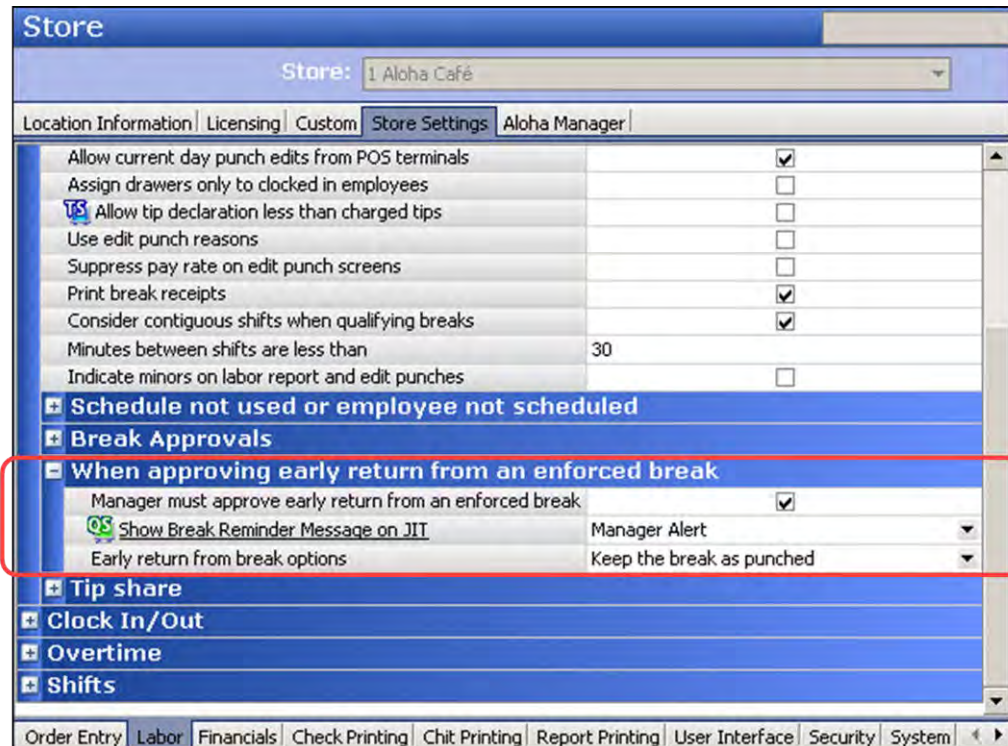 Store
Store: 1 Aloha Café
Location Information Licensing Custom Store Settings Aloha Manager
Allow current day punch edits from POS terminals
Assign drawers only to clocked in employees
TS Allow tip declaration less than charged tips
Use edit punch reasons
Suppress pay rate on edit punch screens
Print break receipts
Consider contiguous shifts when qualifying breaks
Minutes between shifts are less than 30
Indicate minors on labor report and edit punches
Schedule not used or employee not scheduled
Break Approvals
When approving early return from an enforced break
Manager must approve early return from an enforced break
QS Show Break Reminder Message on JIT Manager Alert
Early return from break options Keep the break as punched
Tip share
Clock In/Out
Overtime
Shifts
Order Entry Labor Financials Check Printing Chit Printing Report Printing User Interface Security System